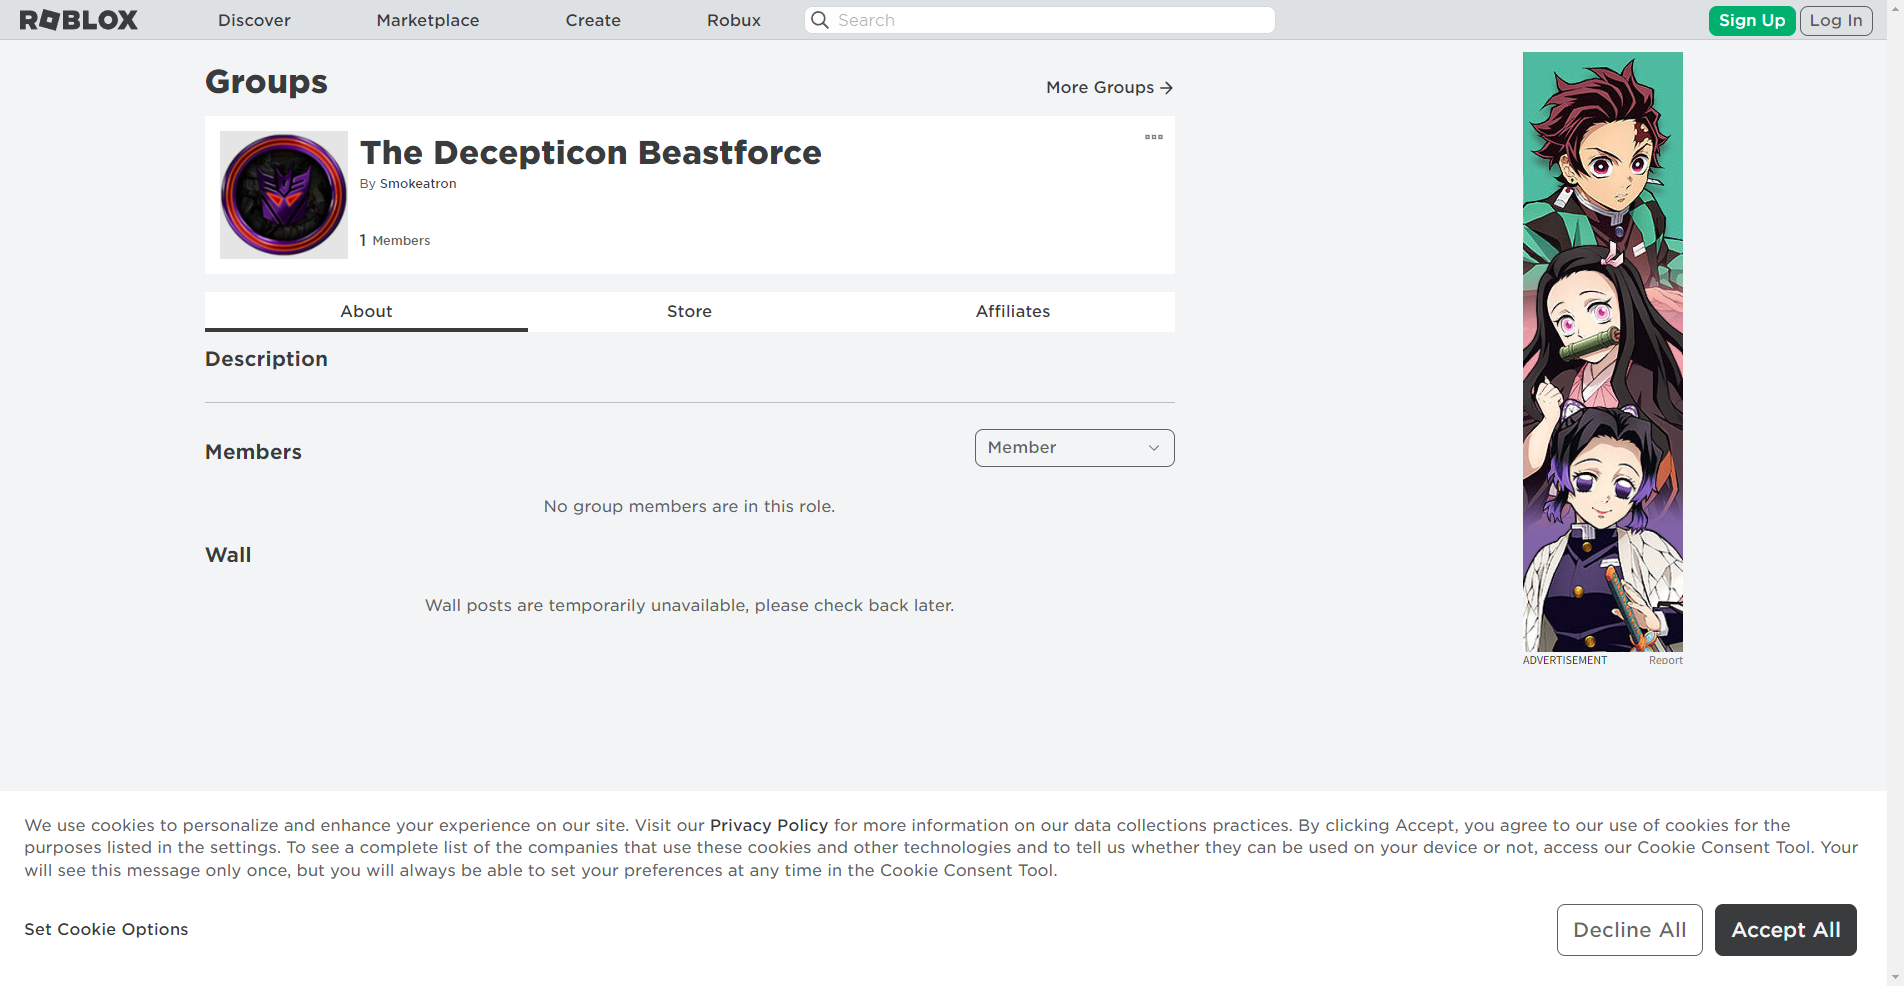 ROBLOX Discover Marketplace Create Robux Search Sign Up Log In
Groups
More Groups
The Decepticon Beastforce
By Smokeatron
1 Members
About Store Affiliates
Description
Members
Member
No group members are in this role.
Wall
Wall posts are temporarily unavailable, please check back later.
ADVERTISEMENT Report
We use cookies to personalize and enhance your experience on our site. Visit our Privacy Policy for more information on our data collections practices. By clicking Accept, you agree to our use of cookies for the
purposes listed in the settings. To see a complete list of the companies that use these cookies and other technologies and to tell us whether they can be used on your device or not, access our Cookie Consent Tool. Your
will see this message only once, but you will always be able to set your preferences at any time in the Cookie Consent Tool.
Set Cookie Options
Decline All
Accept All